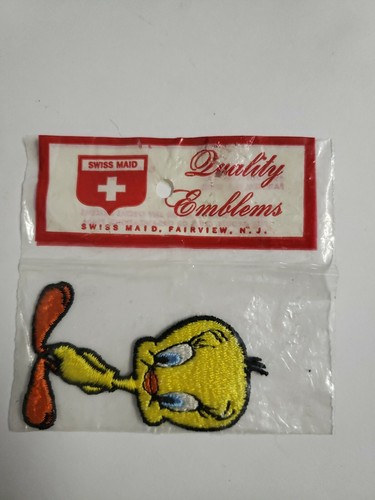 SWISS MAID
Quality
Emblems
SWISS MAID, FAIRVIEW, N. J.